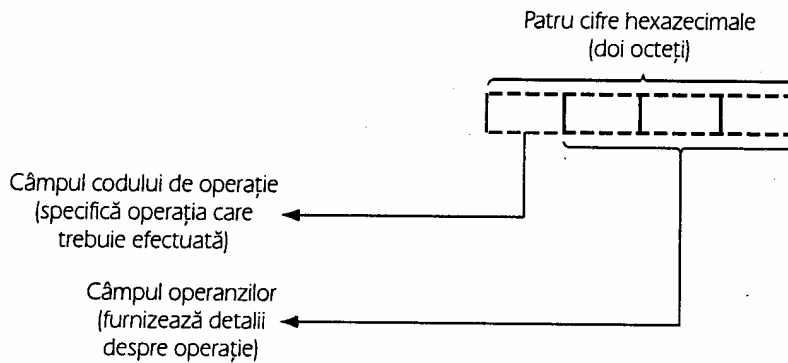 Patru cifre hexazecimale
(doi octeți)
Câmpul codului de operație
(specifică operația care
trebuie efectuată)
Câmpul operanzilor
(furnizează detalii
despre operație)